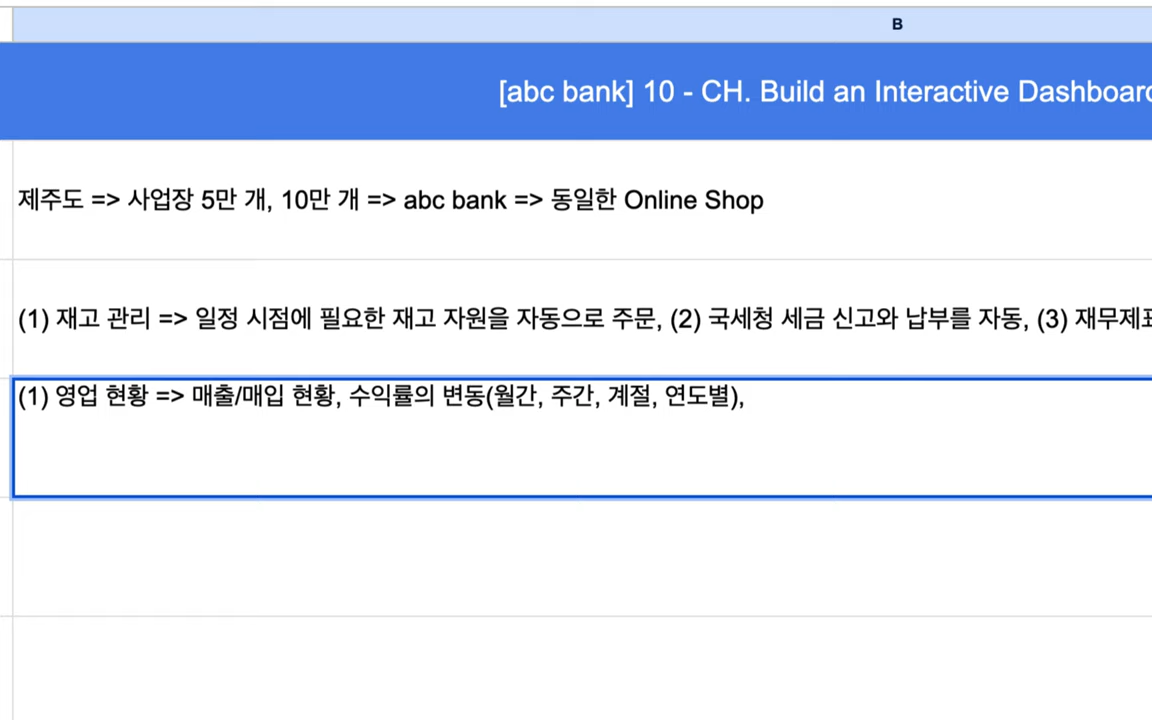 B
[abc bank] 10 - CH. Build an Interactive Dashboard
제주도 => 사업장 5만 개, 10만 개 => abc bank => 동일한 Online Shop
(1) 재고 관리 => 일정 시점에 필요한 재고 자원을 자동으로 주문, (2) 국세청 세금 신고와 납부를 자동, (3) 재무제표
(1) 영업 현황 => 매출/매입 현황, 수익률의 변동(월간, 주간, 계절, 연도별),